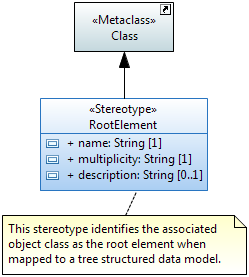 «Metaclass»
Class
«Stereotype»
RootElement
+ name: String [1]
+ multiplicity: String [1]
+ description: String [0..1]
This stereotype identifies the associated
object class as the root element when
mapped to a tree structured data model.